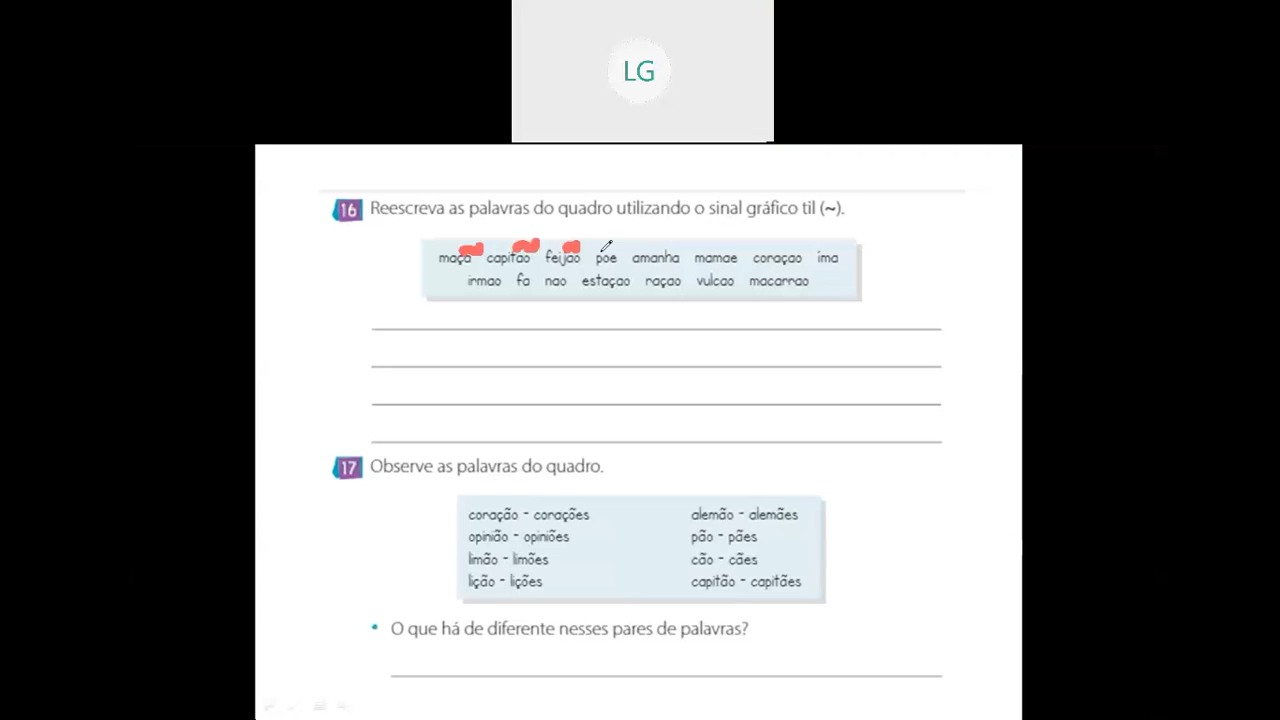 LG
16 Reescreva as palavras do quadro utilizando o sinal gráfico til (~).
maça capitao feijao poe amanha mamae coraçao ima
irmao fa nao estaçao raçao vulcao macarrao
17 Observe as palavras do quadro.
coração - corações alemão - alemães
opinião - opiniões pão - pães
limão - limões cão - cães
lição - lições capitão - capitães
• O que há de diferente nesses pares de palavras?